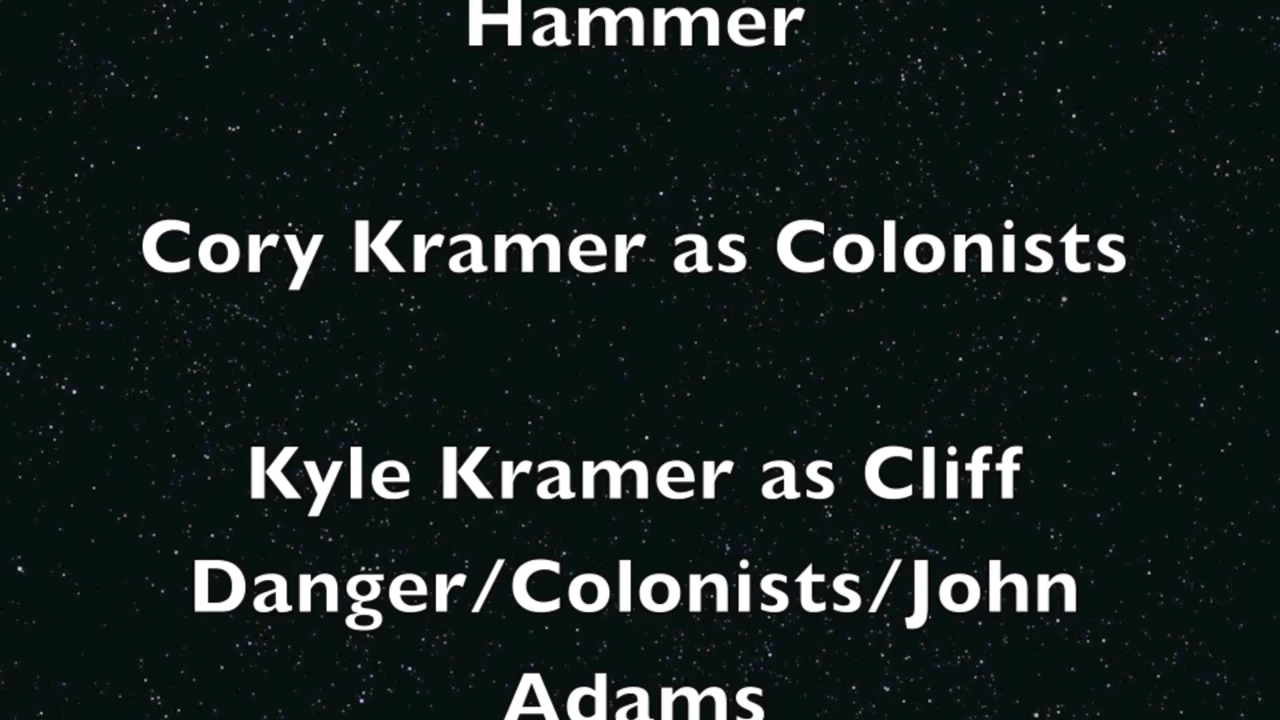 Hammer
Cory Kramer as Colonists
Kyle Kramer as Cliff
Danger/Colonists/John
Adams